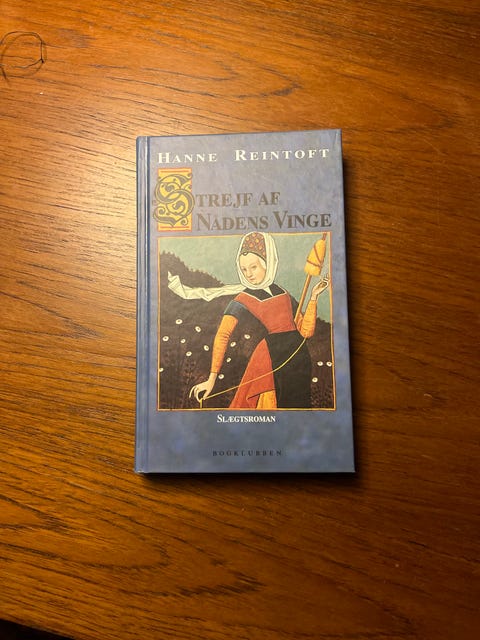 HANNE REINTOFT
STREJF AF
NÅDENS VINGE
SLÆGTSROMAN
BOGKLUBBEN